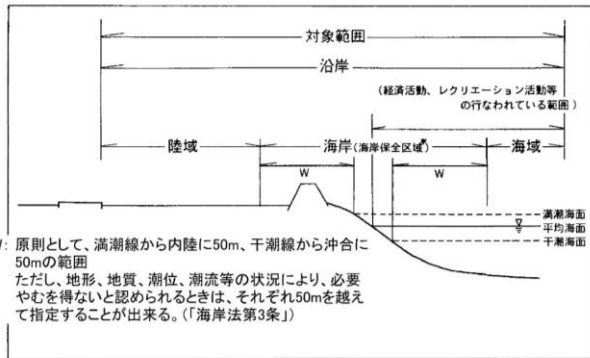 対象範囲
沿岸
(経済活動、レクリエーション活動等
の行なわれている範囲)
陸域
海岸(海岸保全区域*
海域
W
W
満潮海面
平均海面
干潮海面
: 原則として、満潮線から内陸に50m、干潮線から沖合に
50mの範囲
ただし、地形、地質、潮位、潮流等の状況により、必要
やむを得ないと認められるときは、それぞれ50mを越え
て指定することが出来る。(「海岸法第3条」)